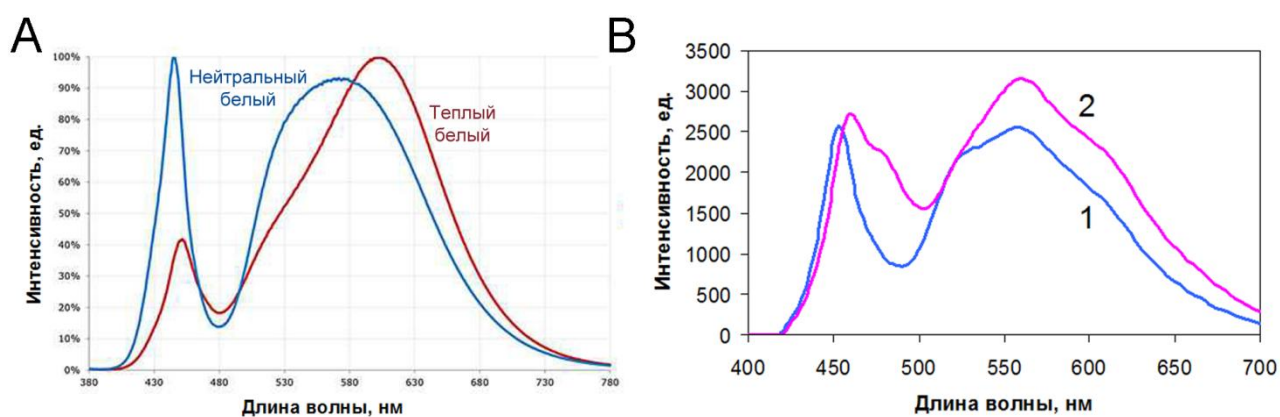 A
Интенсивность, ед.
100%
90%
80%
70%
60%
50%
40%
30%
20%
10%
0%
Нейтральный
белый
Теплый
белый
380 430 480 530 580 630 680 730 780
Длина волны, нм
B
Интенсивность, ед.
3500
3000
2500
2000
1500
1000
500
0
2
1
400 450 500 550 600 650 700
Длина волны, нм